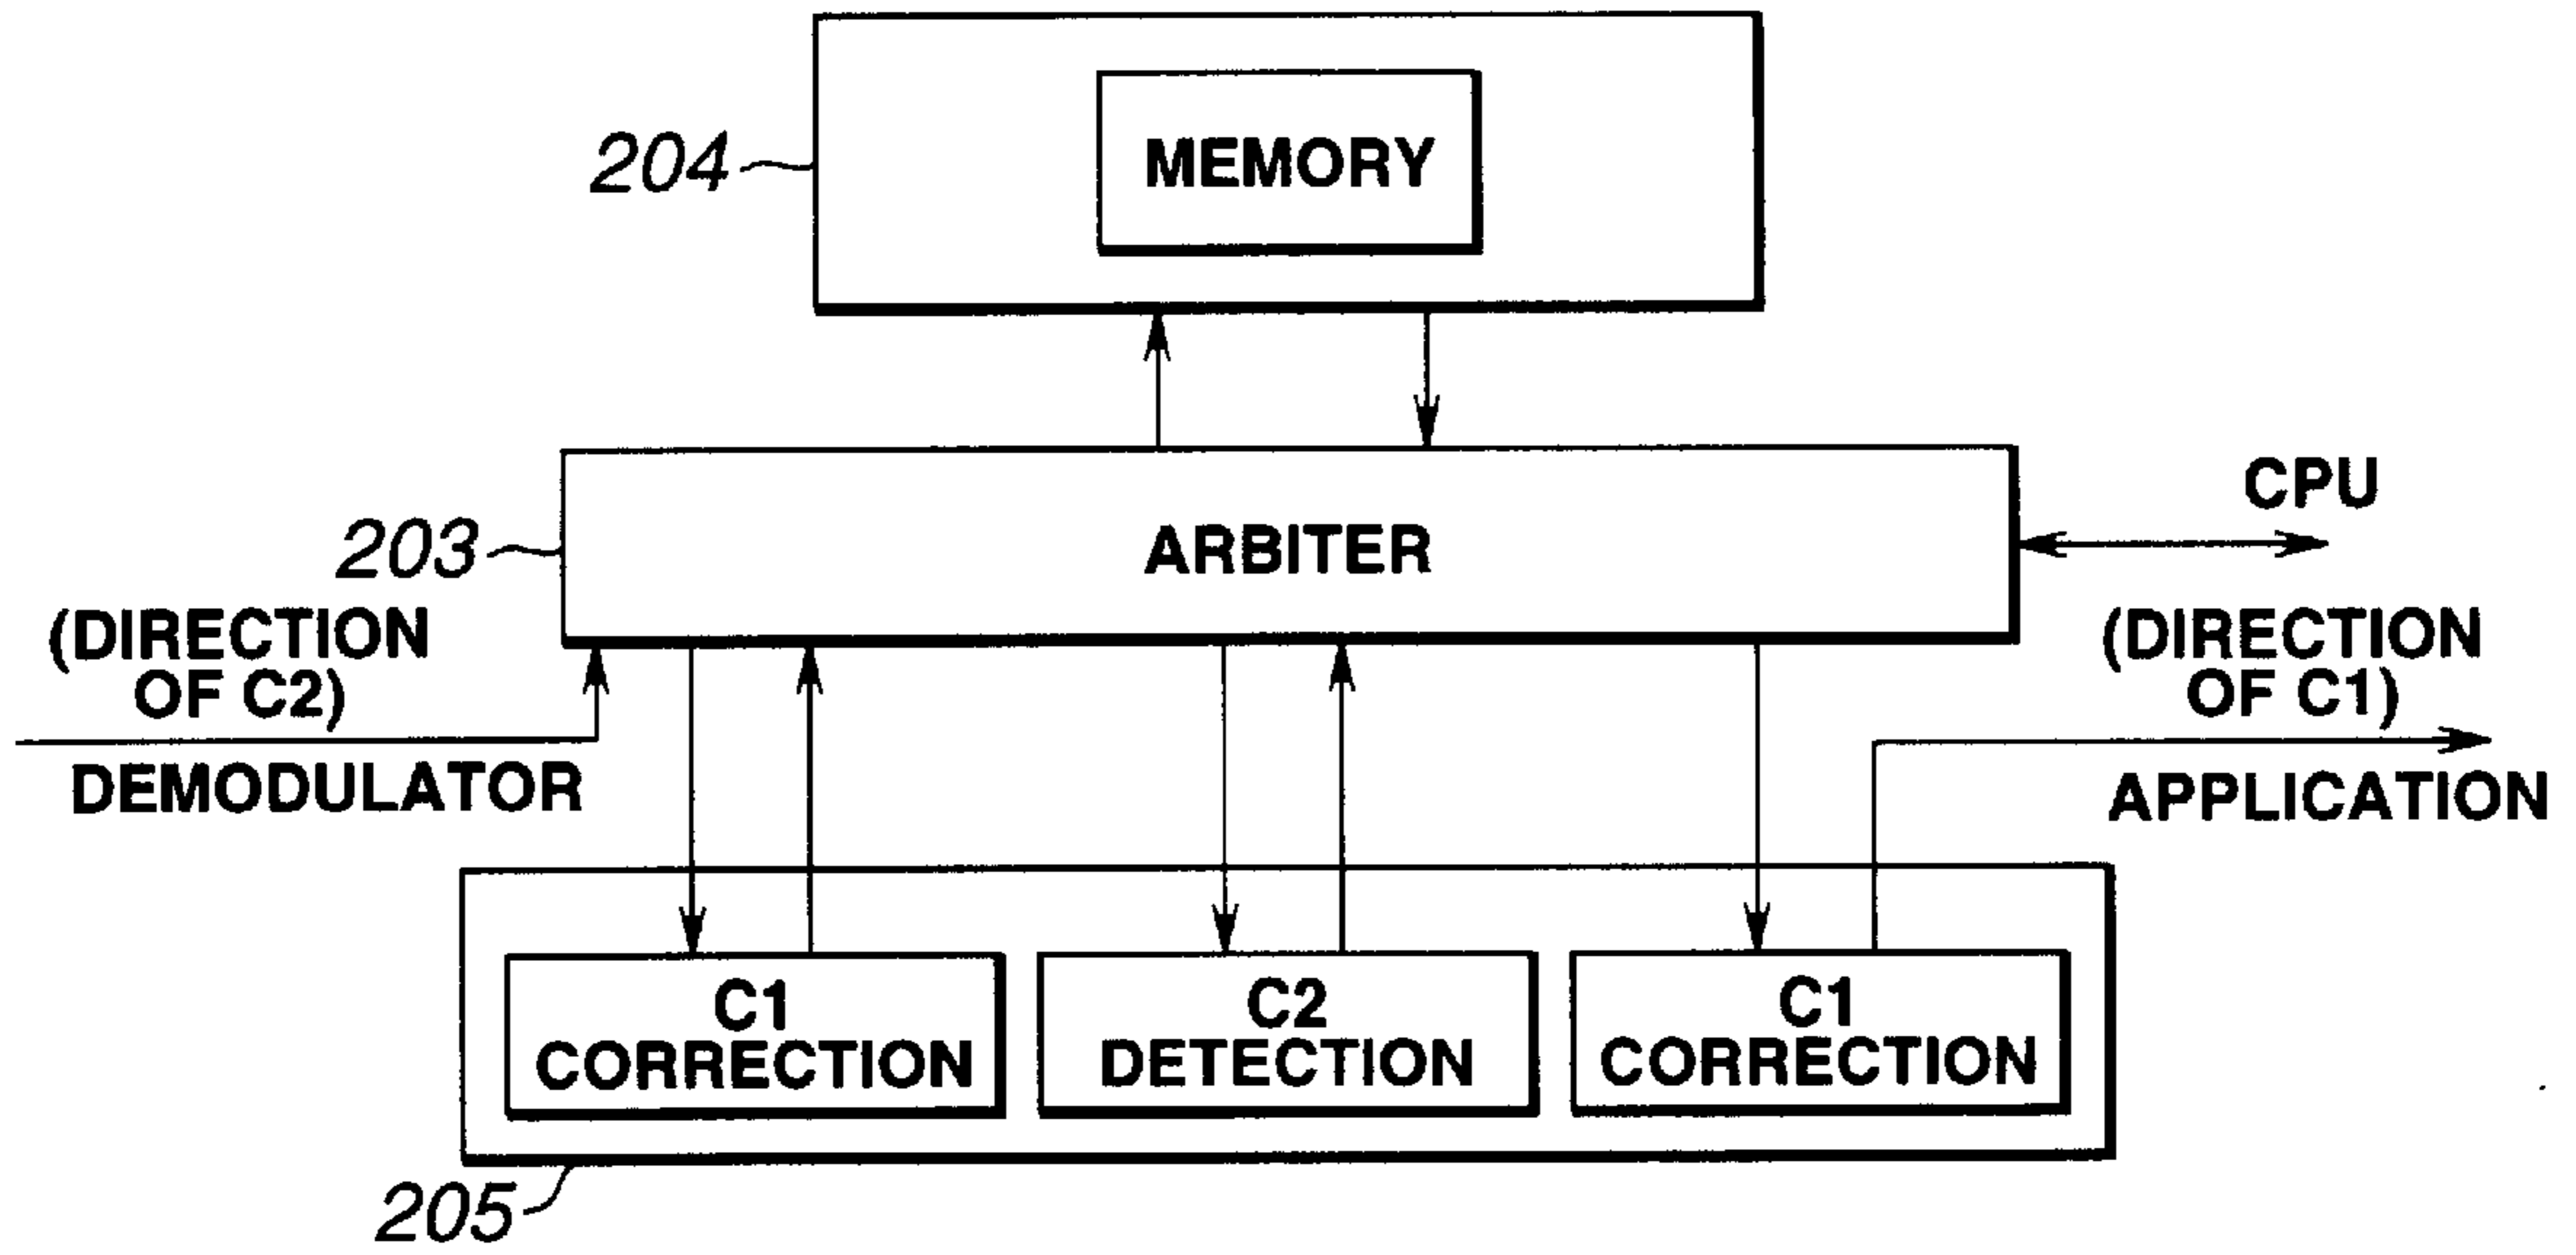 204
MEMORY
203
ARBITER
CPU
(DIRECTION
OF C2)
DEMODULATOR
(DIRECTION
OF C1)
APPLICATION
C1
CORRECTION
C2
DETECTION
C1
CORRECTION
205